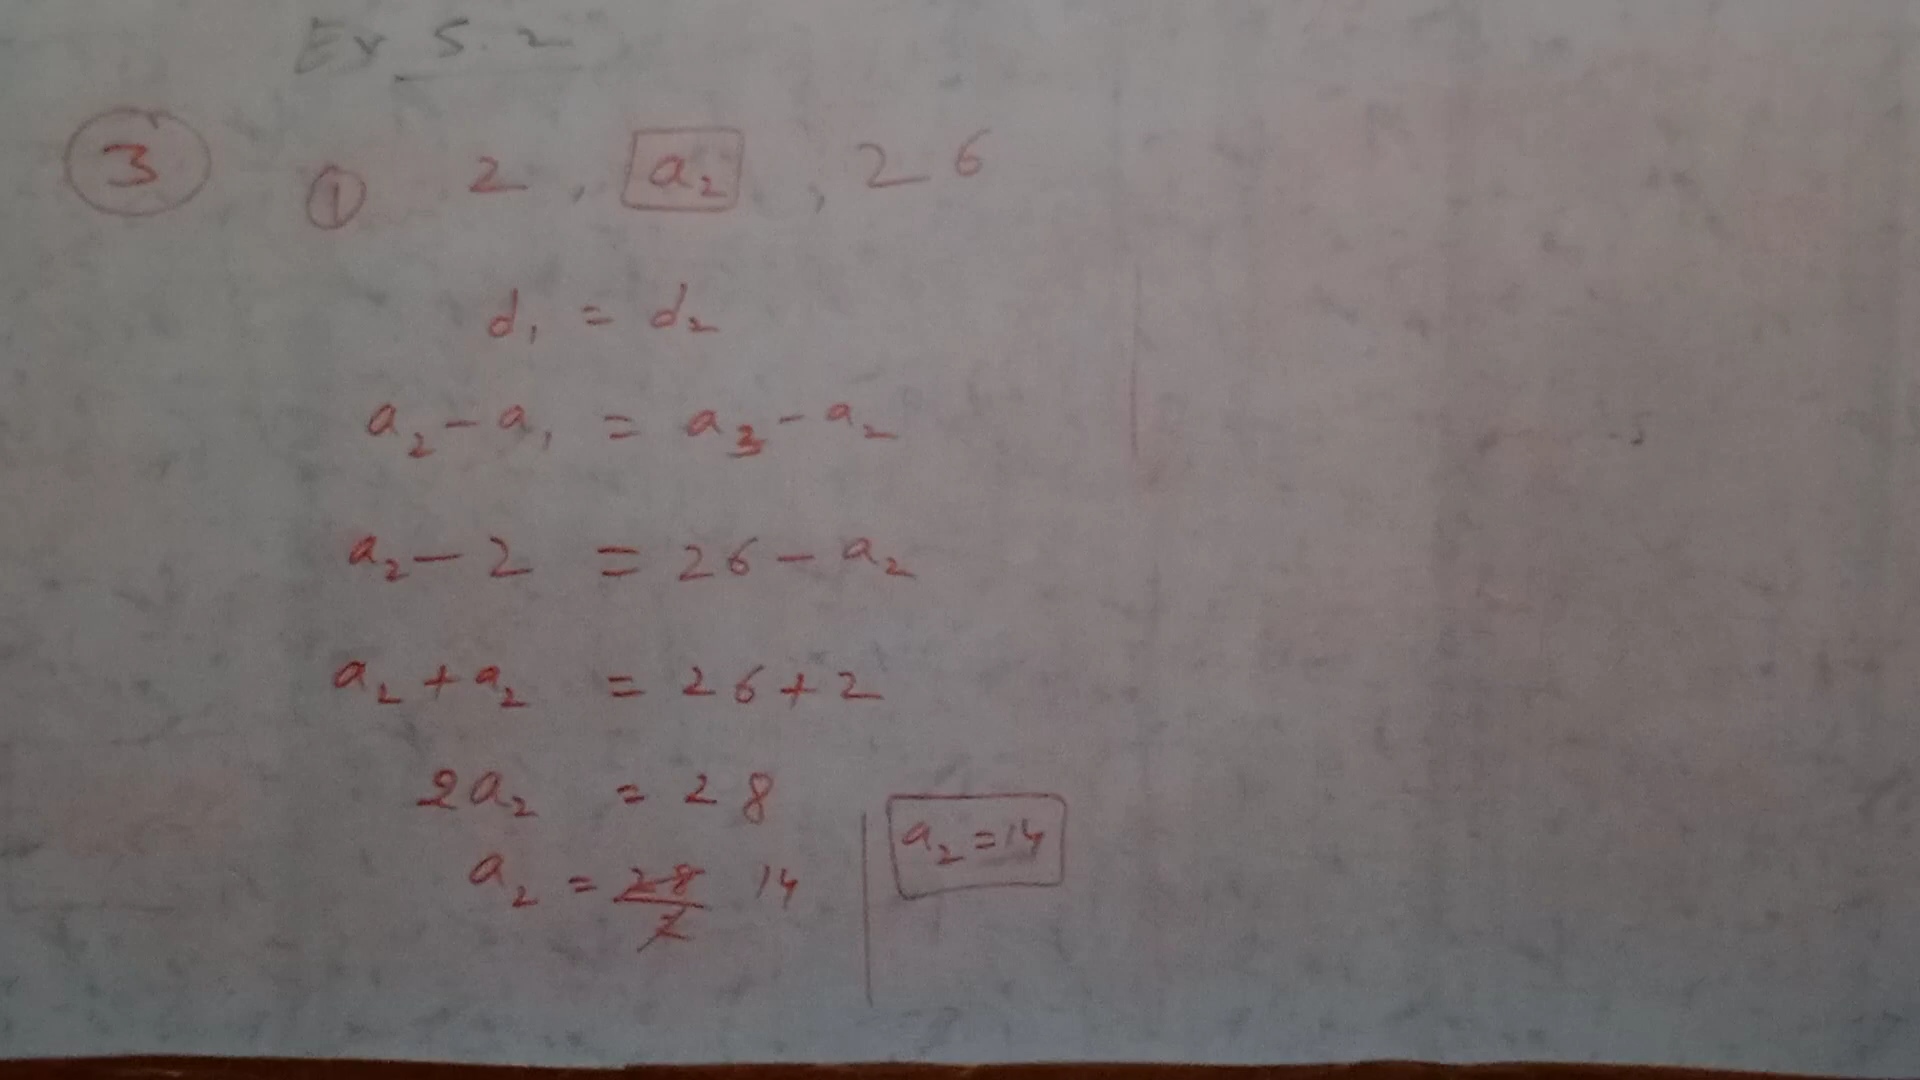 Ex 5.2
3 1 2, a₂, 26
d₁ = d₂
a₂ - a₁ = a₃ - a₂
a₂ - 2 = 26 - a₂
a₂ + a₂ = 26 + 2
2a₂ = 28
a₂ = 28/2 14
a₂ = 14